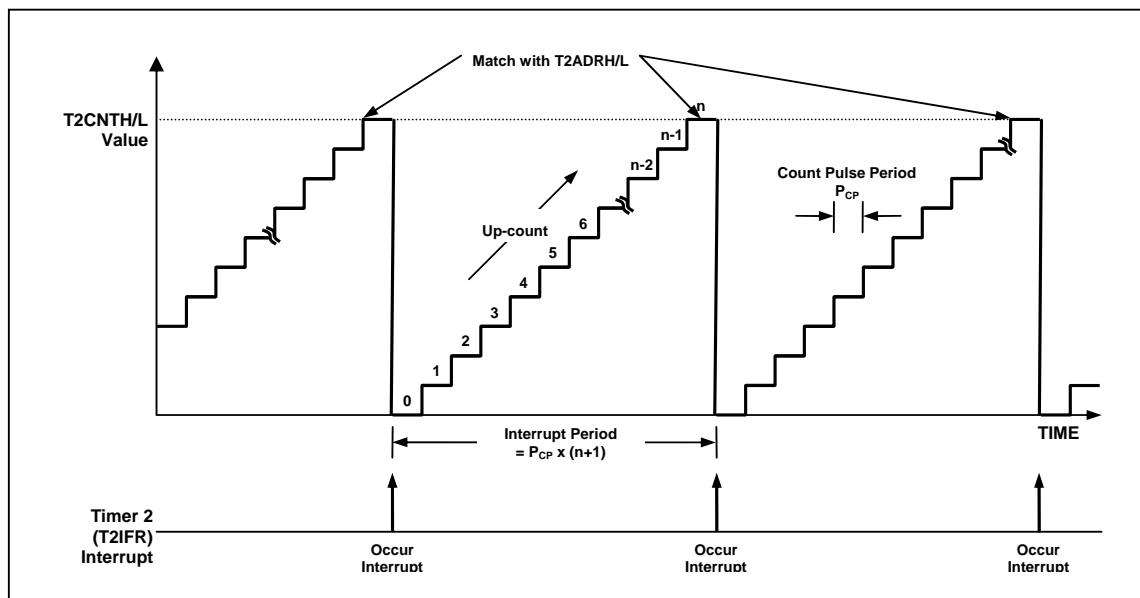 Match with T2ADRH/L
T2CNTH/L
Value
n
n-1
n-2
6
5
4
3
2
1
0
Up-count
Count Pulse Period
PCP
TIME
Interrupt Period
= PCP x (n+1)
Timer 2
(T2IFR)
Interrupt
Occur
Interrupt
Occur
Interrupt
Occur
Interrupt